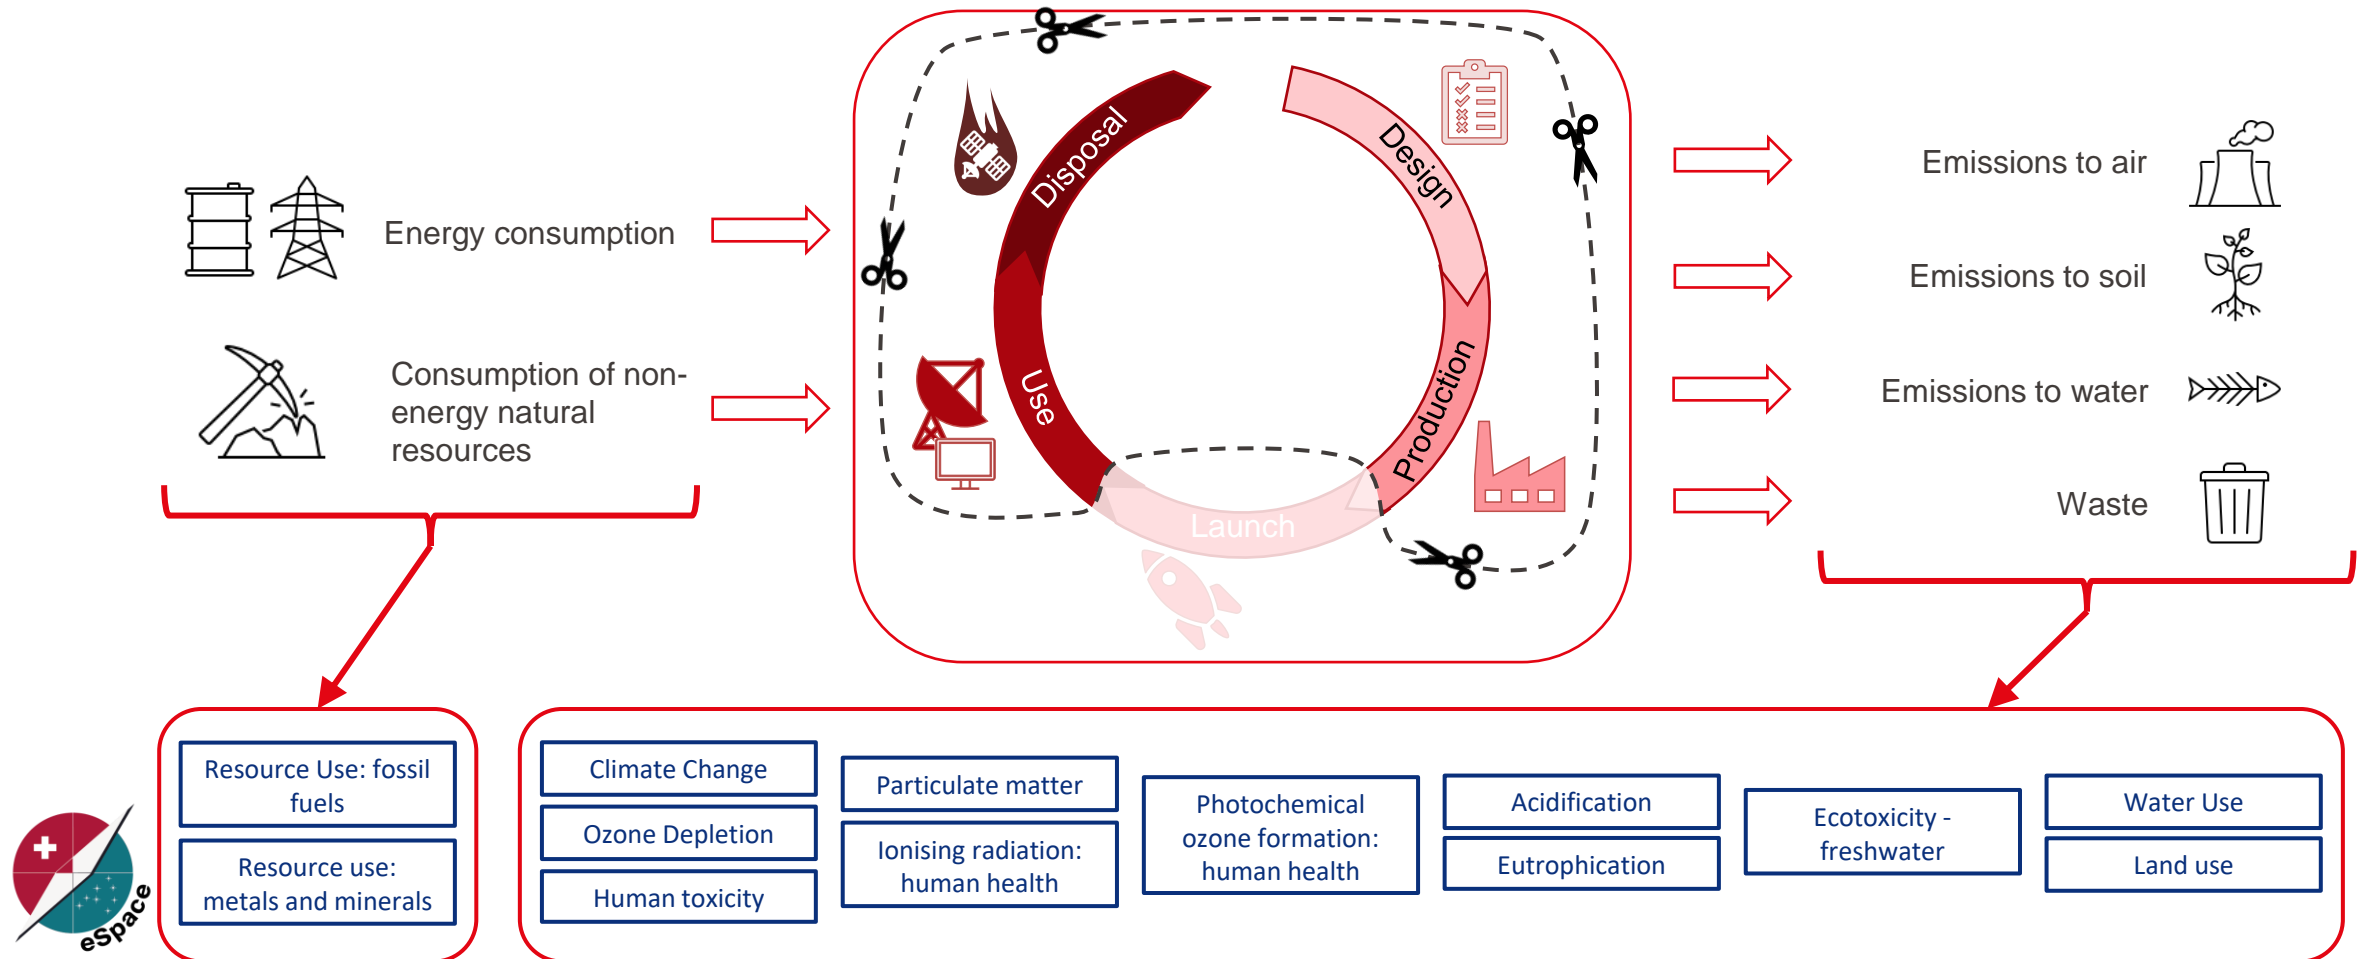 Energy consumption
Consumption of non-
energy natural
resources
Disposal
Design
Use
Production
Launch
Emissions to air
Emissions to soil
Emissions to water
Waste
Resource Use: fossil
fuels
Resource use:
metals and minerals
Climate Change
Ozone Depletion
Human toxicity
Particulate matter
Ionising radiation:
human health
Photochemical
ozone formation:
human health
Acidification
Eutrophication
Ecotoxicity -
freshwater
Water Use
Land use
eSpace